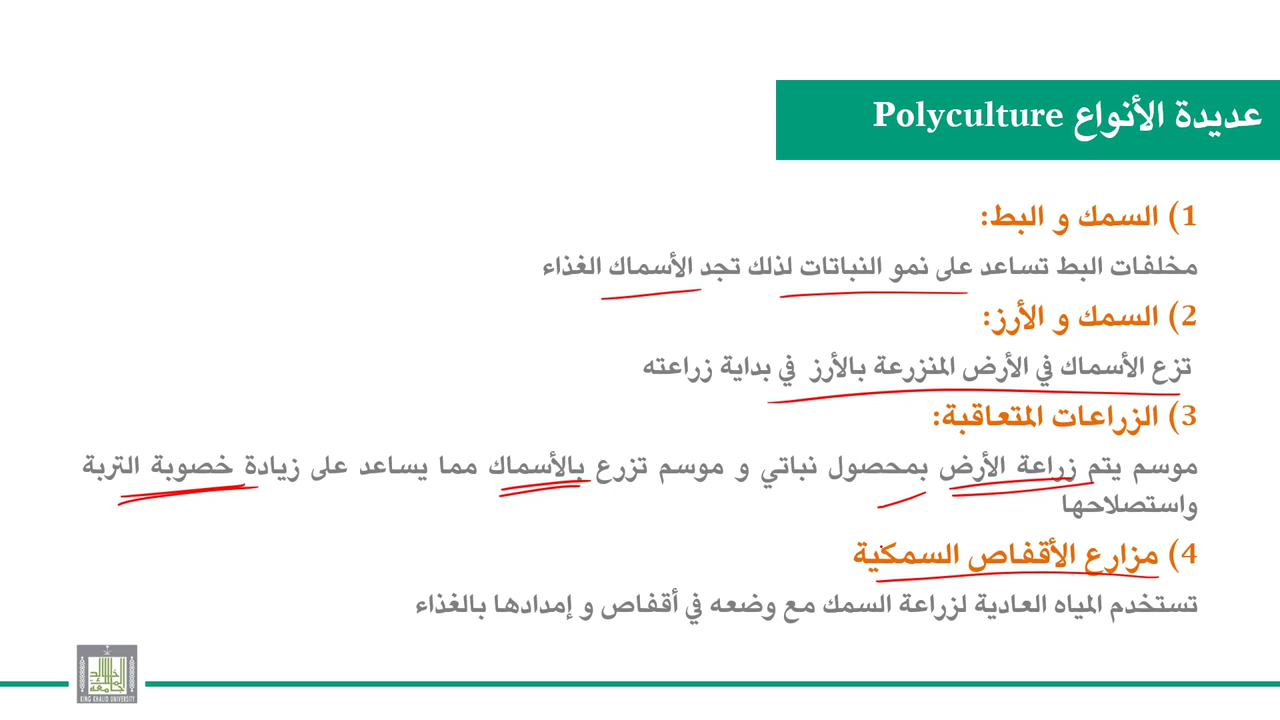 عديدة الأنواع Polyculture
1) السمك و البط:
مخلفات البط تساعد على نمو النباتات لذلك تجد الأسماك الغذاء
2) السمك و الأرز:
تزع الأسماك في الأرض المنزرعة بالأرز في بداية زراعته
3) الزراعات المتعاقبة:
موسم يتم زراعة الأرض بمحصول نباتي و موسم تزرع بالأسماك مما يساعد على زيادة خصوبة التربة
واستصلاحها
4) مزارع الأقفاص السمكية
تستخدم المياه العادية لزراعة السمك مع وضعه في أقفاص و إمدادها بالغذاء
KING KHALID UNIVERSITY